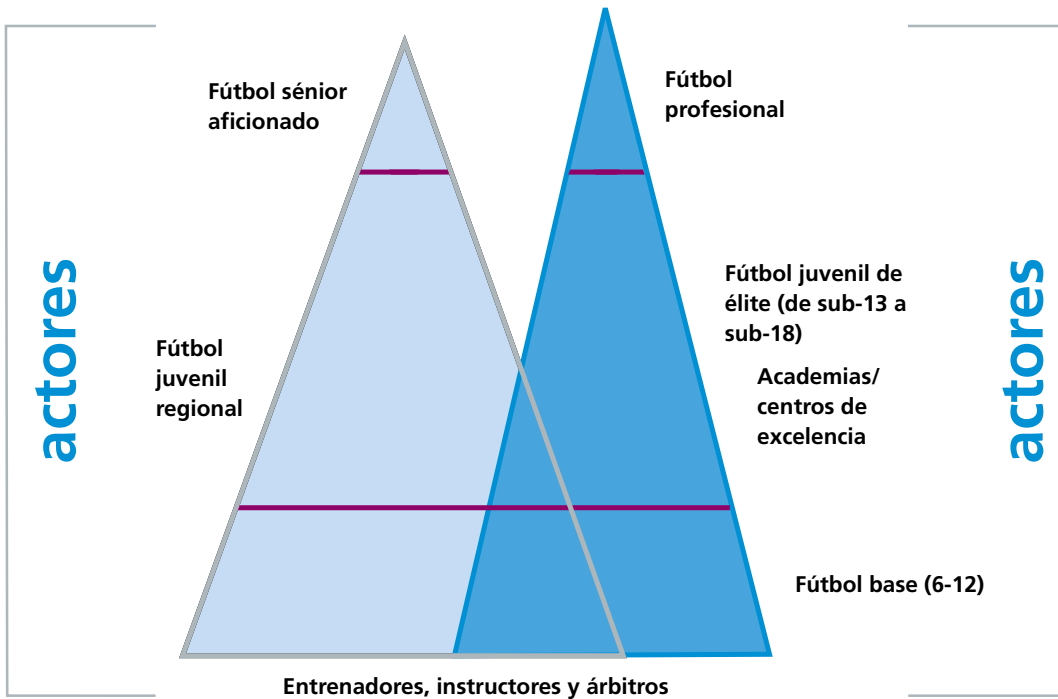 Fútbol sénior
aficionado
Fútbol
profesional
actores
Fútbol
juvenil
regional
Fútbol juvenil de
élite (de sub-13 a
sub-18)
Academias/
centros de
excelencia
actores
Fútbol base (6-12)
Entrenadores, instructores y árbitros